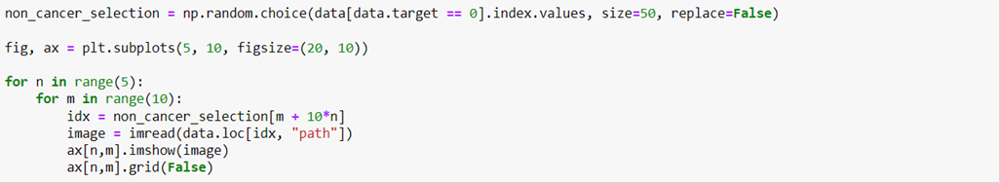 non_cancer_selection = np.random.choice(data[data.target == 0].index.values, size=50, replace=False)
fig, ax = plt.subplots(5, 10, figsize=(20, 10))
for n in range(5):
    for m in range(10):
        idx = non_cancer_selection[m + 10*n]
        image = imread(data.loc[idx, "path"])
        ax[n,m].imshow(image)
        ax[n,m].grid(False)